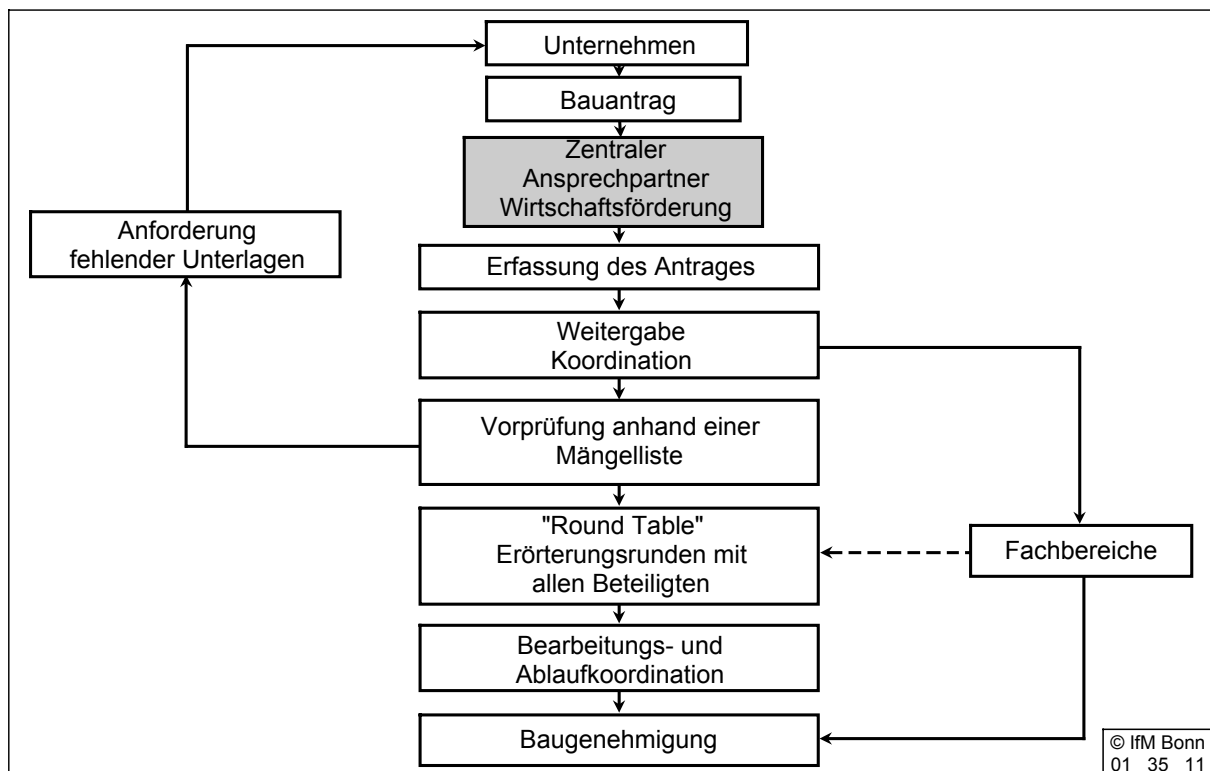 Unternehmen
Bauantrag
Zentraler
Ansprechpartner
Wirtschaftsförderung
Anforderung
fehlender Unterlagen
Erfassung des Antrages
Weitergabe
Koordination
Vorprüfung anhand einer
Mängelliste
"Round Table"
Erörterungsrunden mit
allen Beteiligten
Fachbereiche
Bearbeitungs- und
Ablaufkoordination
Baugenehmigung
© IfM Bonn
01 35 11